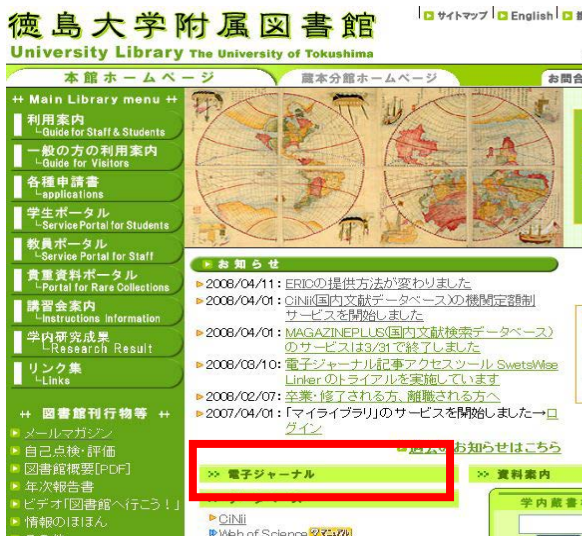 徳島大学附属図書館
サイトマップ English
University Library The University of Tokushima
本館ホームページ
蔵本分館ホームページ
お問合
++ Main Library menu ++
利用案内
└Guide for Staff & Students
一般の方の利用案内
└Guide for Visitors
各種申請書
└applications
学生ポータル
└Service Portal for Students
教員ポータル
└Service Portal for Staff
貴重資料ポータル
└Portal for Rare Collections
講習会案内
└Instructions Information
学内研究成果
└Research Result
リンク集
└Links
++ 図書館刊行物等 ++
メールマガジン
自己点検・評価
図書館概要[PDF]
年次報告書
ビデオ「図書館へ行こう!」
情報のいほん
お知らせ
2008/04/11:ERICの提供方法が変わりました
2008/04/01:CiNii(国内文献データベース)の機関定額制
サービスを開始しました
2008/04/01:MAGAZINEPLUS(国内文献検索データベース)
のサービスは3/31で終了しました
2008/03/10:電子ジャーナル記事アクセスツール SwetsWise
Linker のトライアルを実施しています
2008/02/07:卒業・修了される方、離職される方へ
2007/04/01:「マイライブラリ」のサービスを開始しました→ロ
グイン
お知らせはこちら
>> 電子ジャーナル
>> 資料案内
CiNii
Web of Science マニュアル
学内蔵書